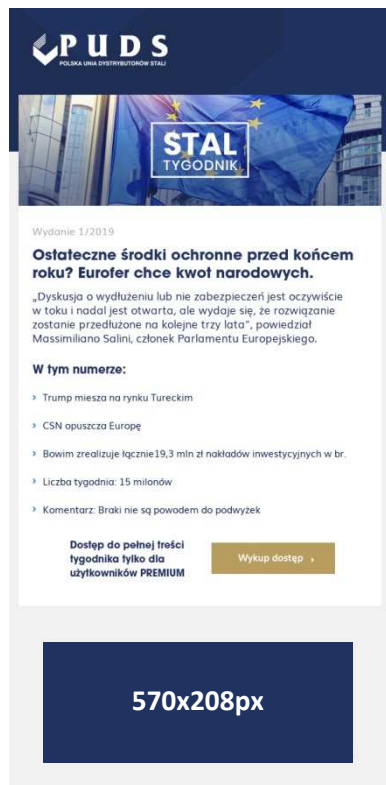 PUDS
POLSKA UNIA DYSTRYBUTORÓW STALI
STAL
TYGODNIK
Wydanie 1/2019
Ostateczne środki ochronne przed końcem
roku? Eurofer chce kwot narodowych.
„Dyskusja o wydłużeniu lub nie zabezpieczeń jest oczywiście
w toku i nadal jest otwarta, ale wydaje się, że rozwiązanie
zostanie przedłużone na kolejne trzy lata", powiedział
Massimiliano Salini, członek Parlamentu Europejskiego.
W tym numerze:
› Trump miesza na rynku Tureckim
› CSN opuszcza Europę
› Bowim zrealizuje łącznie19,3 mln zł nakładów inwestycyjnych w br.
› Liczba tygodnia: 15 milonów
› Komentarz: Braki nie są powodem do podwyżek
Dostęp do pełnej treści
tygodnika tylko dla
użytkowników PREMIUM
Wykup dostęp ›
570x208px